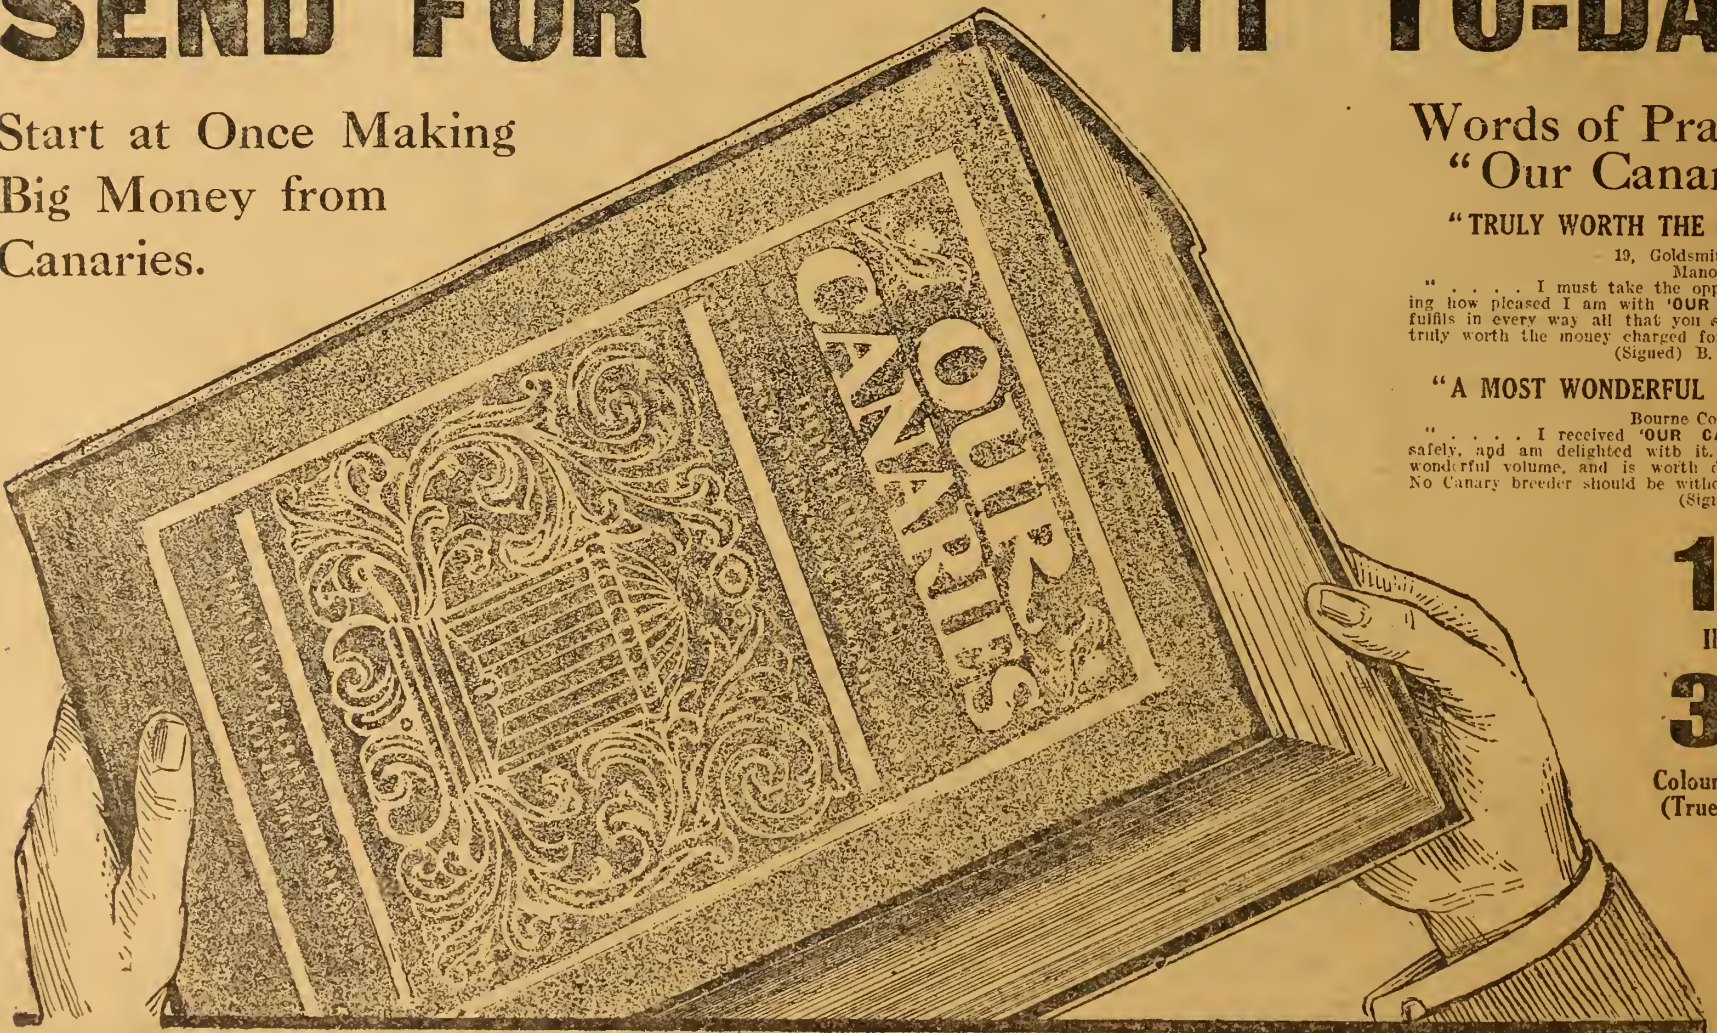 SEND FOR IT TO-DA
Start at Once Making
Big Money from
Canaries.
OUR
CANARIES
Words of Pra
"Our Canar
"TRULY WORTH THE
19, Goldsmi
Mano
" . . . . I must take the opp
ing how pleased I am with 'OUR
fulfils in every way all that you s
truly worth the money charged fo
(Signed) B.
"A MOST WONDERFUL
Bourne Co
" . . . . I received 'OUR CA
safely, and am delighted with it.
wonderful volume, and is worth d
No Canary breeder should be witho
(Sign
1
Il
3
Colour
(True